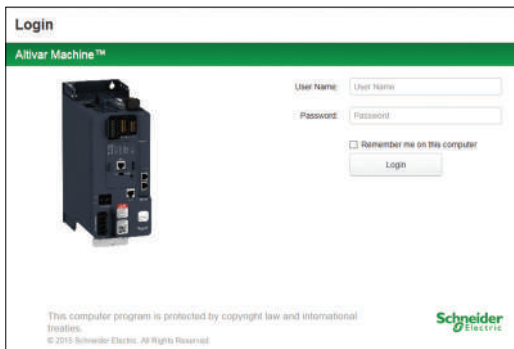 Login
Altivar Machine™
User Name:
User Name
Password:
Password
Remember me on this computer
Login
This computer program is protected by copyright law and international
treaties.
© 2015 Schneider Electric. All Rights Reserved.
Schneider
Electric